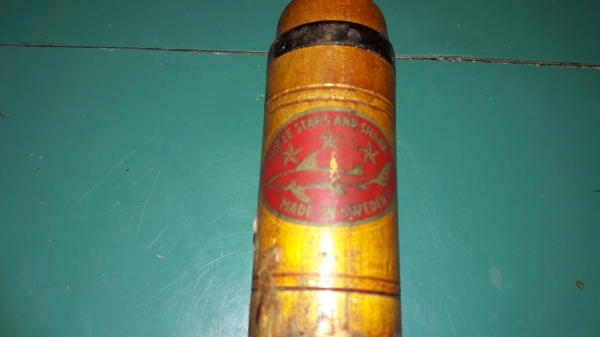 THREE STARS AND SHARK
MADE IN SWEDEN